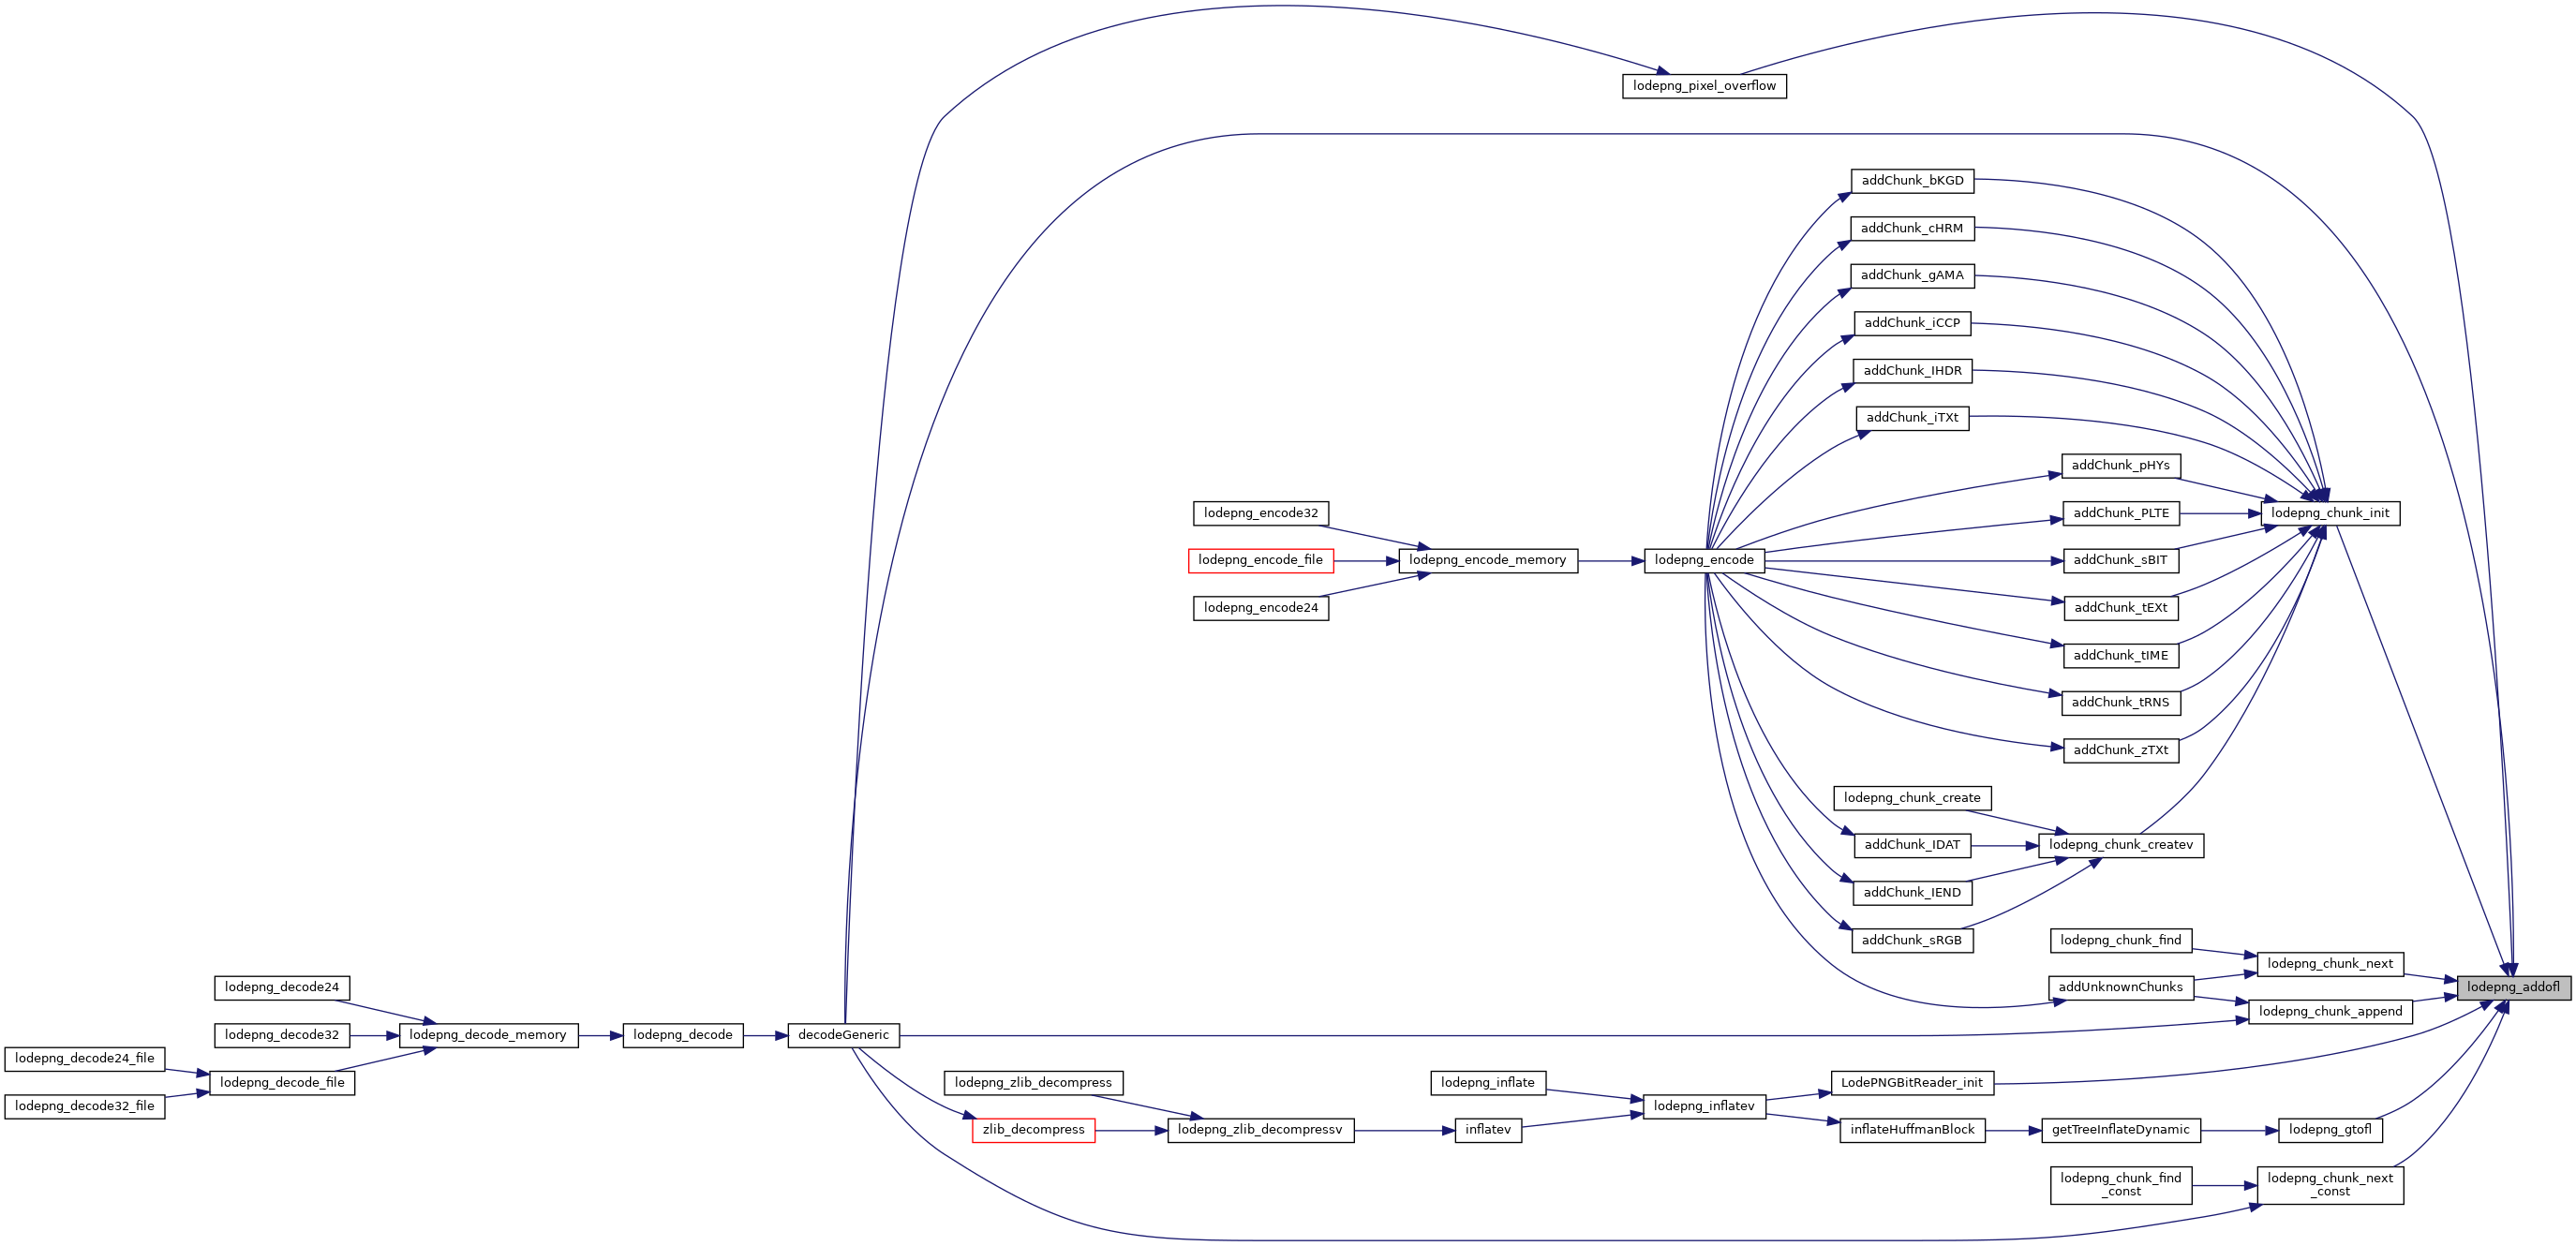 lodepng_pixel_overflow
addChunk_bKGD
addChunk_cHRM
addChunk_gAMA
addChunk_iCCP
addChunk_IHDR
addChunk_iTXt
addChunk_pHYs
lodepng_encode32
addChunk_PLTE
lodepng_chunk_init
lodepng_encode_file
lodepng_encode_memory
lodepng_encode
addChunk_sBIT
lodepng_encode24
addChunk_tEXt
addChunk_tIME
addChunk_tRNS
addChunk_zTXt
lodepng_chunk_create
addChunk_IDAT
lodepng_chunk_createv
addChunk_IEND
addChunk_sRGB
lodepng_chunk_find
lodepng_chunk_next
lodepng_decode24
addUnknownChunks
lodepng_addofl
lodepng_chunk_append
lodepng_decode32
lodepng_decode_memory
lodepng_decode
decodeGeneric
lodepng_decode24_file
lodepng_decode_file
lodepng_zlib_decompress
lodepng_inflate
LodePNGBitReader_init
lodepng_decode32_file
lodepng_inflatev
zlib_decompress
lodepng_zlib_decompressv
inflatev
inflateHuffmanBlock
getTreeInflateDynamic
lodepng_gtofl
lodepng_chunk_find
_const
lodepng_chunk_next
_const